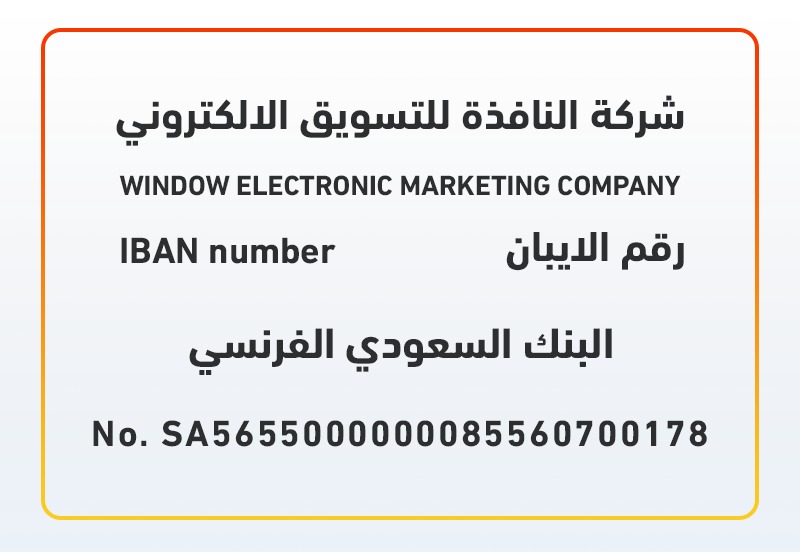 شركة النافذة للتسويق الالكتروني
WINDOW ELECTRONIC MARKETING COMPANY
IBAN number رقم الايبان
البنك السعودي الفرنسي
No. SA5655000000085560700178